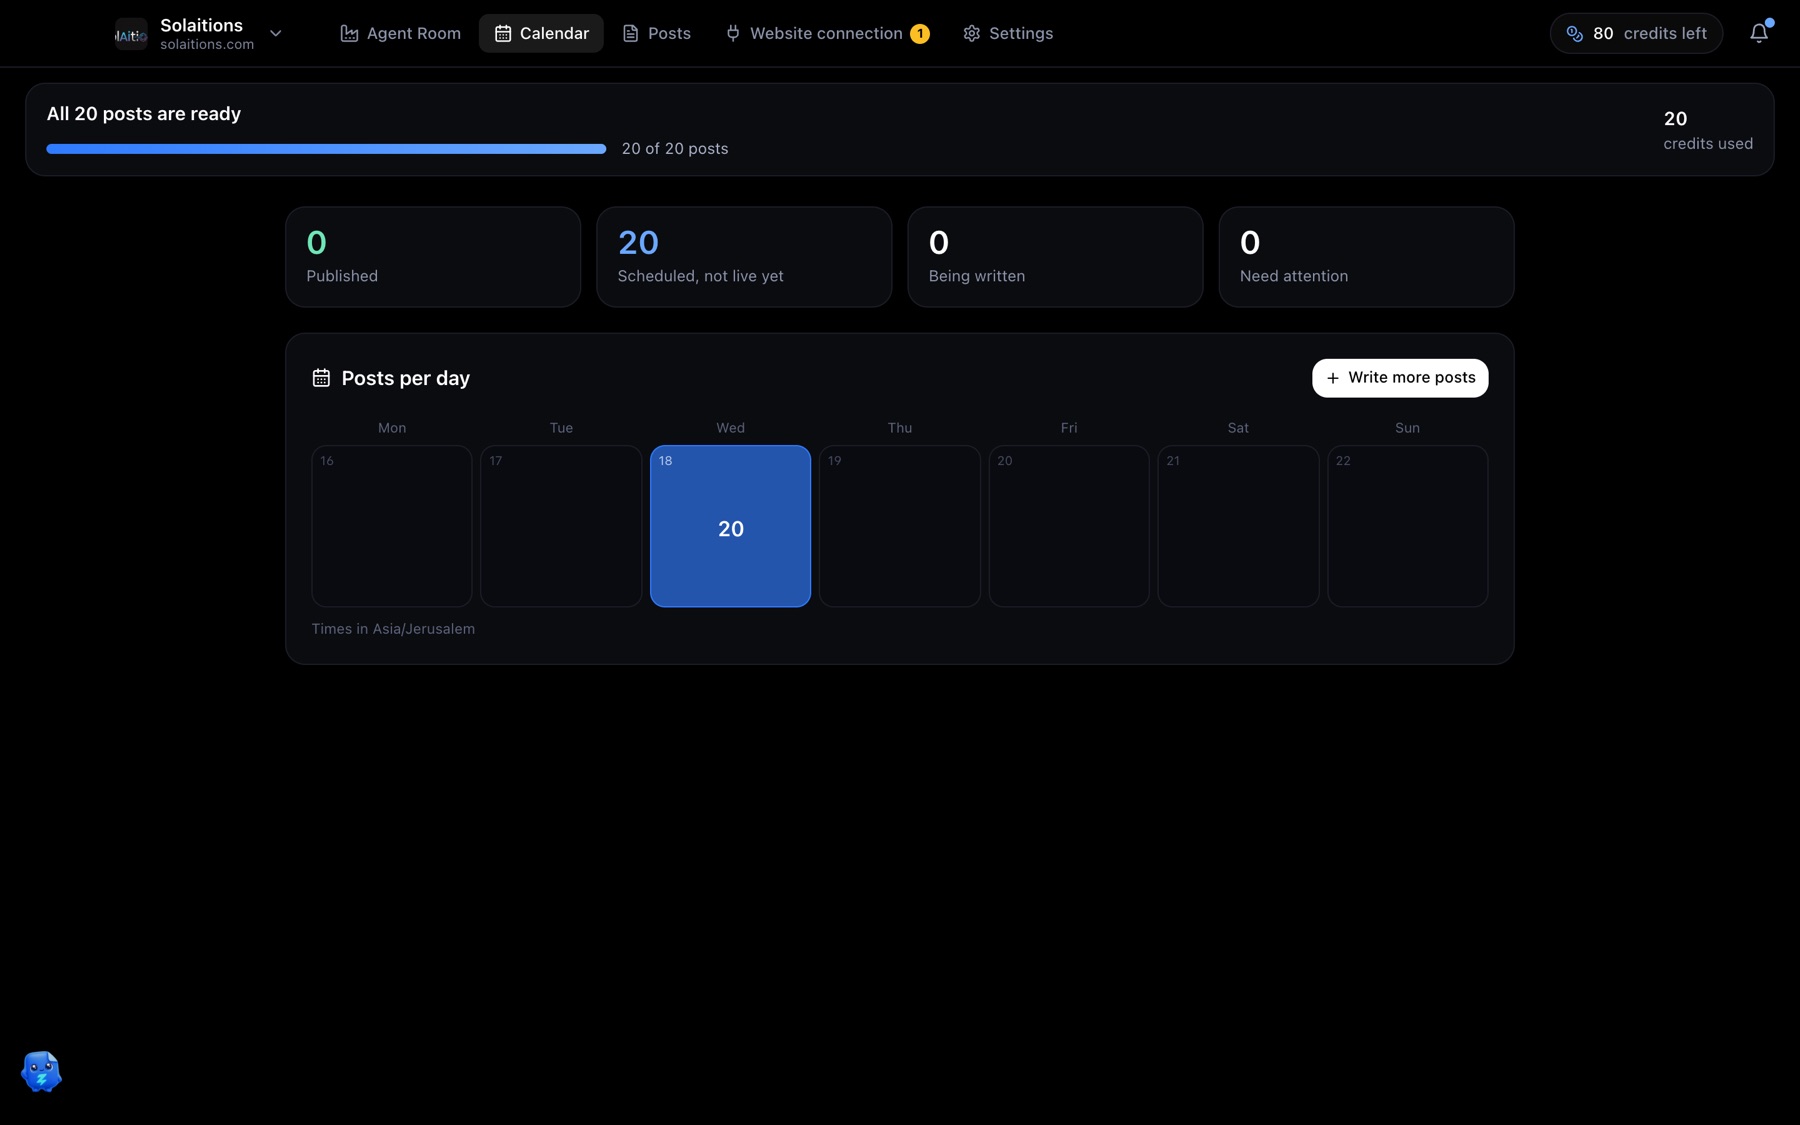 Solaitions
solaitions.com
Agent Room
Calendar
Posts
Website connection 1
Settings
80 credits left
All 20 posts are ready
20 of 20 posts
20
credits used
0
Published
20
Scheduled, not live yet
0
Being written
0
Need attention
Posts per day
+ Write more posts
Mon Tue Wed Thu Fri Sat Sun
16 17 18 19 20 21 22
20
Times in Asia/Jerusalem